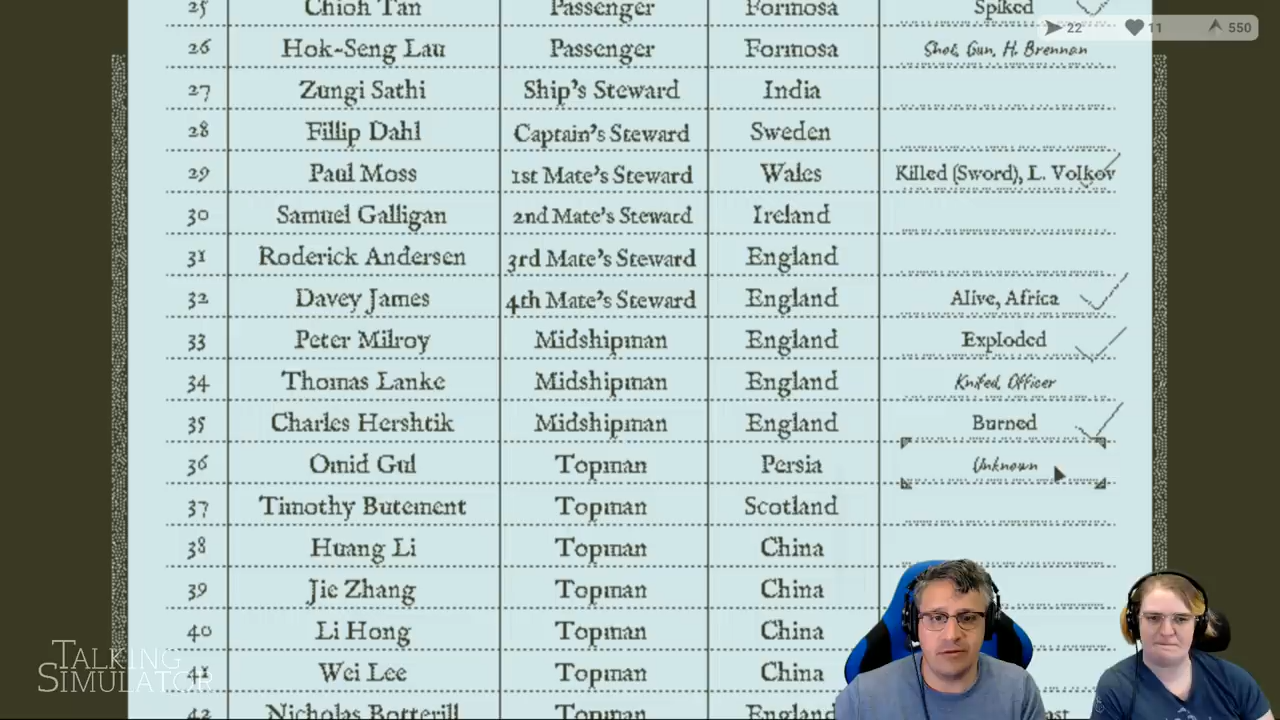 25 Chioh Tan Passenger Formosa Spiked
22 11 550
26 Hok-Seng Lau Passenger Formosa Shot, Gun, H. Brennan
27 Zungi Sathi Ship's Steward India
28 Fillip Dahl Captain's Steward Sweden
29 Paul Moss 1st Mate's Steward Wales Killed (Sword), L. Volkov
30 Samuel Galligan 2nd Mate's Steward Ireland
31 Roderick Andersen 3rd Mate's Steward England
32 Davey James 4th Mate's Steward England Alive, Africa
33 Peter Milroy Midshipman England Exploded
34 Thomas Lanke Midshipman England Knifed, Officer
35 Charles Hershtik Midshipman England Burned
36 Omid Gul Topman Persia Unknown
37 Timothy Butement Topman Scotland
38 Huang Li Topman China
39 Jie Zhang Topman China
40 Li Hong Topman China
41 Wei Lee Topman China
42 Nicholas Botterill Topman England
TALKING
SIMULATOR